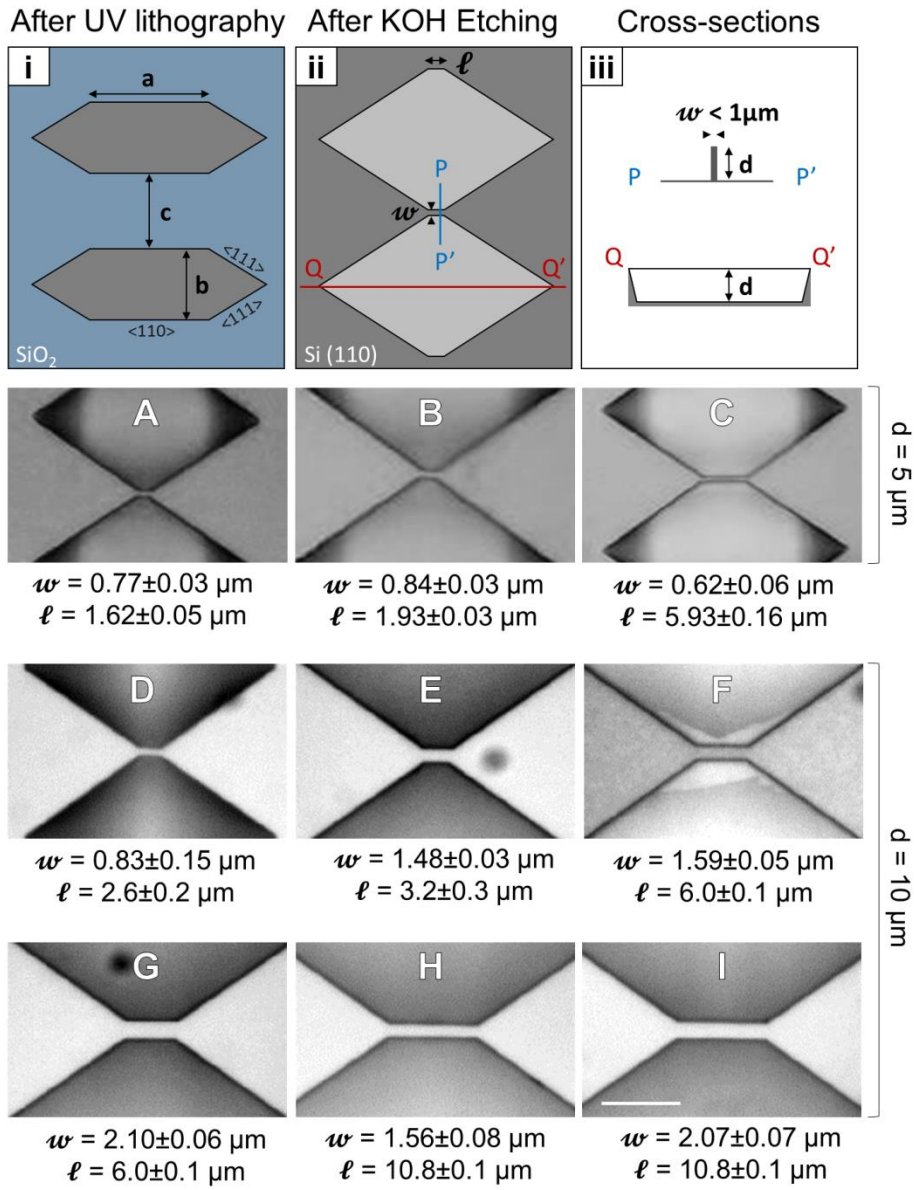 After UV lithography After KOH Etching Cross-sections
i ii iii
a
c
b
<111>
<111>
<110>
SiO₂
ℓ
P
w
P'
Q Q'
Si (110)
w < 1µm
d
P P'
Q Q'
d
A B C
d = 5 µm
w = 0.77±0.03 µm w = 0.84±0.03 µm w = 0.62±0.06 µm
ℓ = 1.62±0.05 µm ℓ = 1.93±0.03 µm ℓ = 5.93±0.16 µm
D E F
w = 0.83±0.15 µm w = 1.48±0.03 µm w = 1.59±0.05 µm
ℓ = 2.6±0.2 µm ℓ = 3.2±0.3 µm ℓ = 6.0±0.1 µm
d = 10 µm
G H I
w = 2.10±0.06 µm w = 1.56±0.08 µm w = 2.07±0.07 µm
ℓ = 6.0±0.1 µm ℓ = 10.8±0.1 µm ℓ = 10.8±0.1 µm